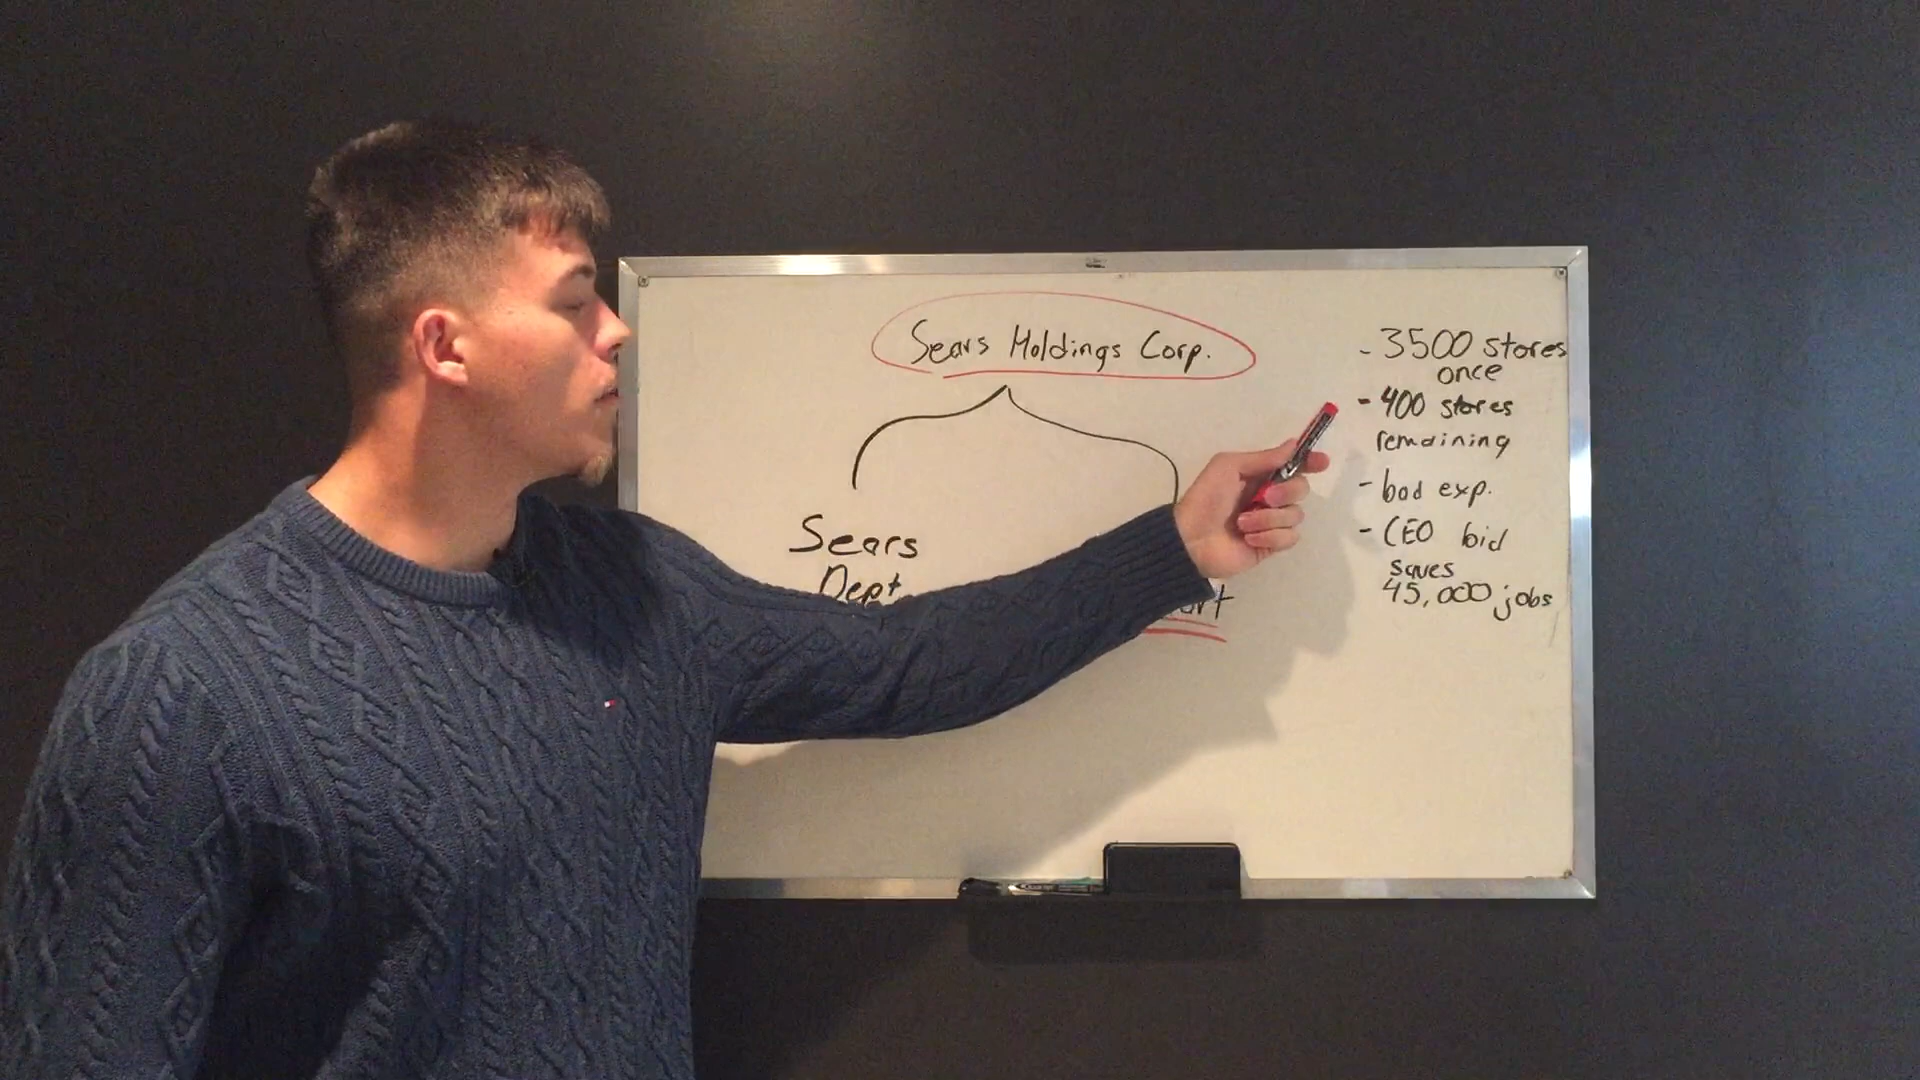 Sears Holdings Corp.
Sears
Dept
- 3500 stores
once
- 400 stores
remaining
- bad exp.
- CEO bid
saves
45,000 jobs